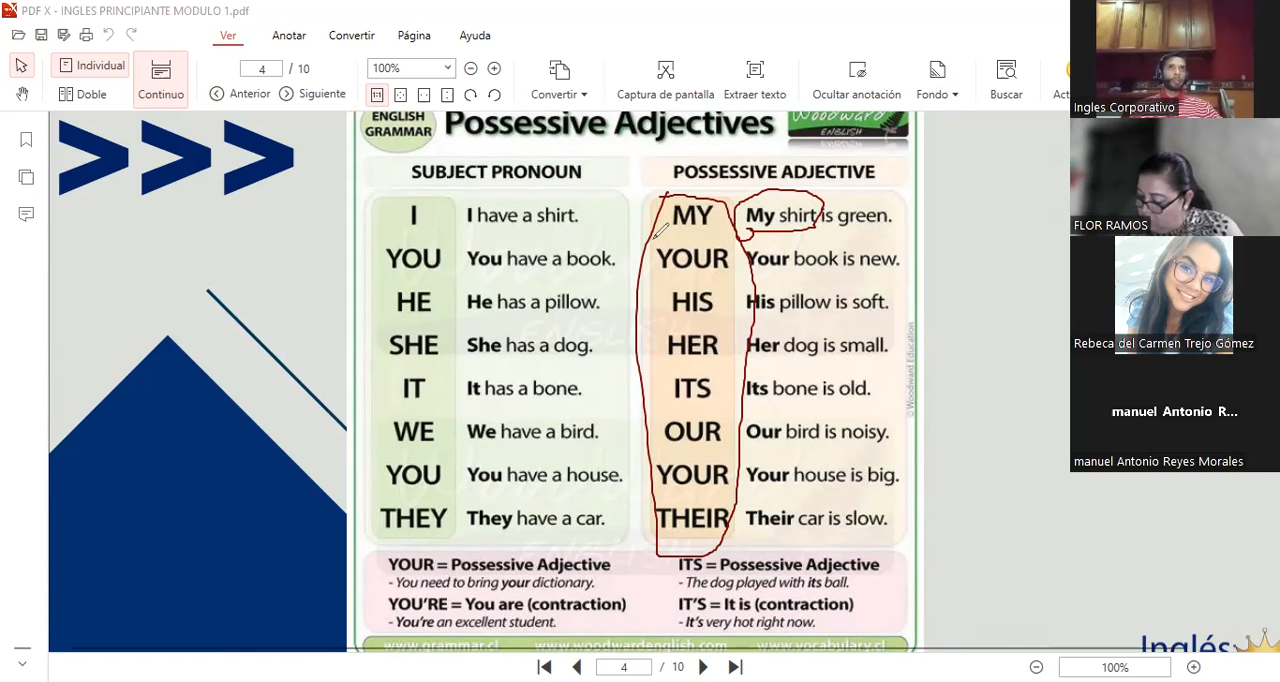 PDF X - INGLES PRINCIPIANTE MODULO 1.pdf
Ver Anotar Convertir Página Ayuda
Individual
Doble
Continuo
4 / 10
Anterior Siguiente
100%
Convertir
Captura de pantalla
Extraer texto
Ocultar anotación
Fondo
Buscar
ENGLISH
GRAMMAR
Possessive Adjectives
Woodward
ENGLISH
SUBJECT PRONOUN POSSESSIVE ADJECTIVE
I I have a shirt. MY My shirt is green.
YOU You have a book. YOUR Your book is new.
HE He has a pillow. HIS His pillow is soft.
SHE She has a dog. HER Her dog is small.
IT It has a bone. ITS Its bone is old.
WE We have a bird. OUR Our bird is noisy.
YOU You have a house. YOUR Your house is big.
THEY They have a car. THEIR Their car is slow.
© Woodward Education
YOUR = Possessive Adjective
- You need to bring your dictionary.
YOU'RE = You are (contraction)
- You're an excellent student.
ITS = Possessive Adjective
- The dog played with its ball.
IT'S = It is (contraction)
- It's very hot right now.
www.grammar.cl www.woodwardenglish.com www.vocabulary.cl
Inglés
4 / 10
100%
Ingles Corporativo
FLOR RAMOS
Rebeca del Carmen Trejo Gómez
manuel Antonio R...
manuel Antonio Reyes Morales